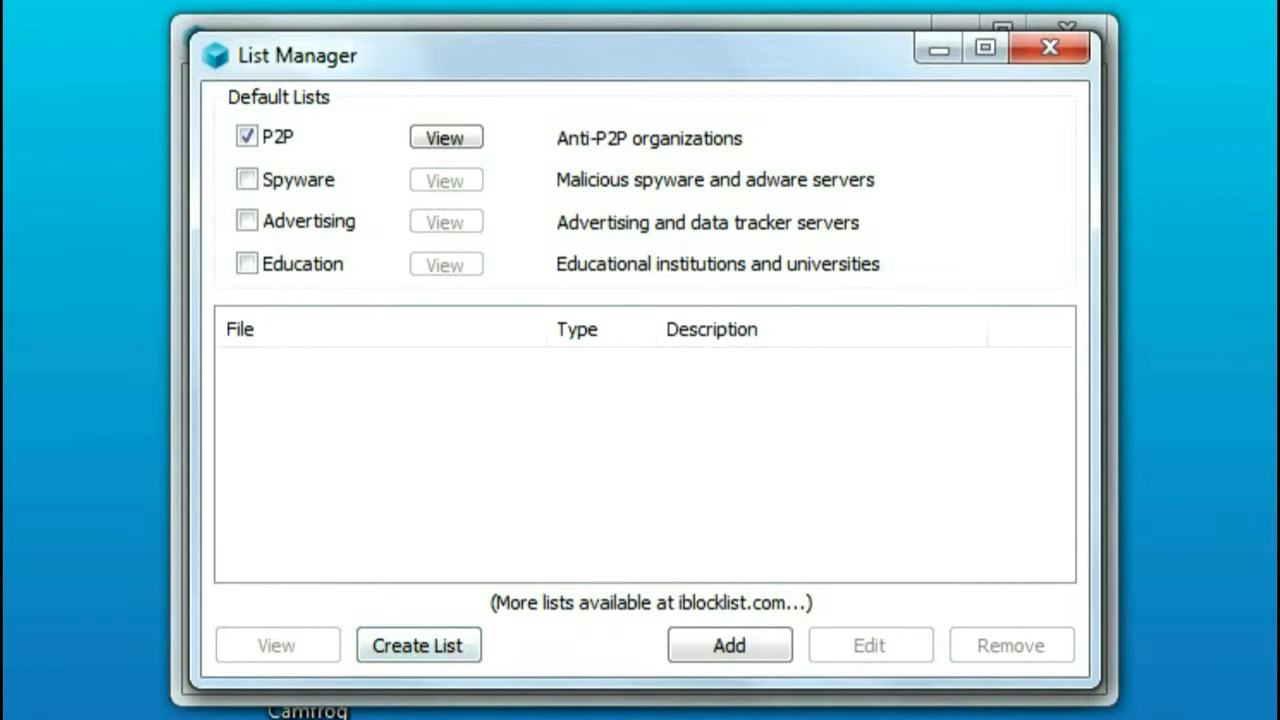 List Manager
Default Lists
P2P View Anti-P2P organizations
Spyware View Malicious spyware and adware servers
Advertising View Advertising and data tracker servers
Education View Educational institutions and universities
File Type Description
(More lists available at iblocklist.com...)
View Create List Add Edit Remove
Camfrog